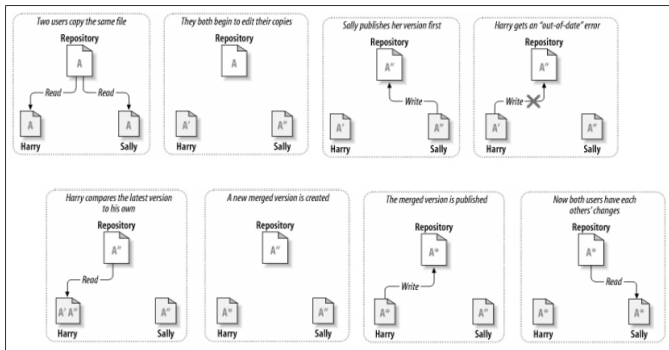 Two users copy the same file
Repository
A
Read
Read
A
A
Harry
Sally
They both begin to edit their copies
Repository
A
A'
A"
Harry
Sally
Sally publishes her version first
Repository
A"
Write
A'
A"
Harry
Sally
Harry gets an “out-of-date” error
Repository
A"
Write
A'
A"
Harry
Sally
Harry compares the latest version
to his own
Repository
A"
Read
A' A"
A"
Harry
Sally
A new merged version is created
Repository
A"
A*
A"
Harry
Sally
The merged version is published
Repository
A*
Write
A*
A"
Harry
Sally
Now both users have each
others’ changes
Repository
A*
Read
A*
A*
Harry
Sally